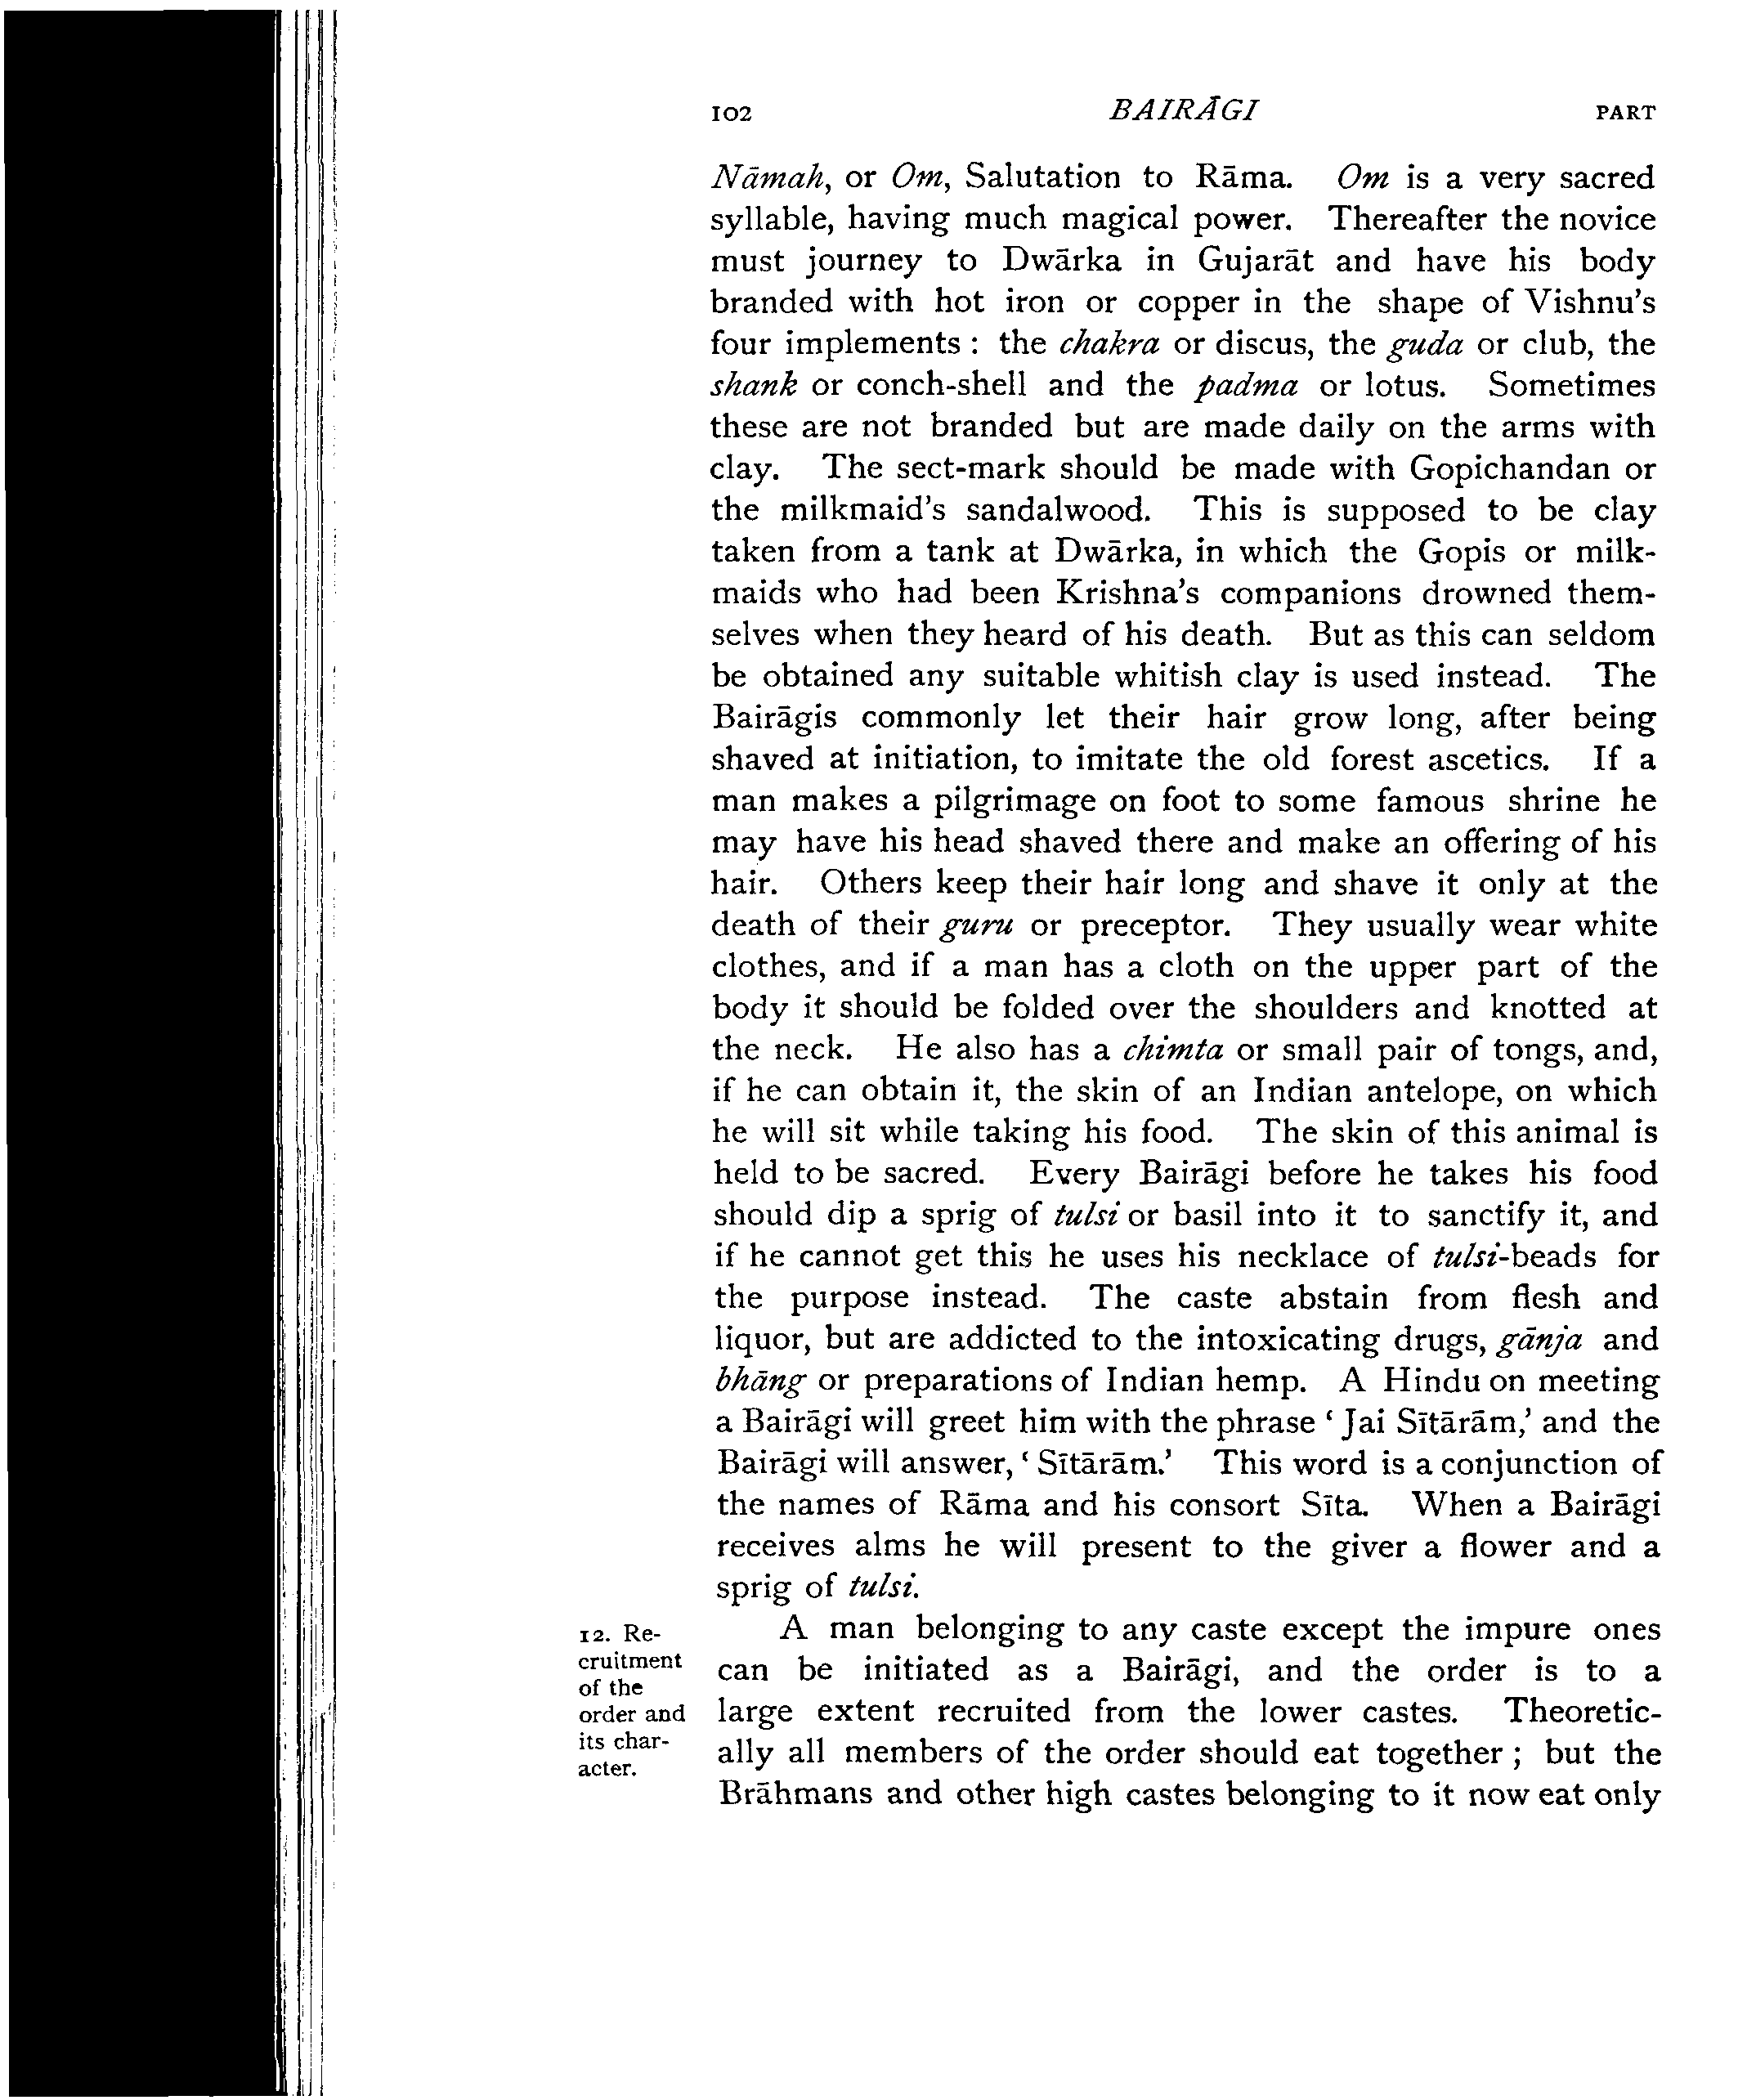 102 BAIRĀGI PART
Nāmah, or Om, Salutation to Rāma. Om is a very sacred
syllable, having much magical power. Thereafter the novice
must journey to Dwārka in Gujarāt and have his body
branded with hot iron or copper in the shape of Vishnu's
four implements : the chakra or discus, the guda or club, the
shank or conch-shell and the padma or lotus. Sometimes
these are not branded but are made daily on the arms with
clay. The sect-mark should be made with Gopichandan or
the milkmaid's sandalwood. This is supposed to be clay
taken from a tank at Dwārka, in which the Gopis or milk-
maids who had been Krishna's companions drowned them-
selves when they heard of his death. But as this can seldom
be obtained any suitable whitish clay is used instead. The
Bairāgis commonly let their hair grow long, after being
shaved at initiation, to imitate the old forest ascetics. If a
man makes a pilgrimage on foot to some famous shrine he
may have his head shaved there and make an offering of his
hair. Others keep their hair long and shave it only at the
death of their guru or preceptor. They usually wear white
clothes, and if a man has a cloth on the upper part of the
body it should be folded over the shoulders and knotted at
the neck. He also has a chimta or small pair of tongs, and,
if he can obtain it, the skin of an Indian antelope, on which
he will sit while taking his food. The skin of this animal is
held to be sacred. Every Bairāgi before he takes his food
should dip a sprig of tulsi or basil into it to sanctify it, and
if he cannot get this he uses his necklace of tulsi-beads for
the purpose instead. The caste abstain from flesh and
liquor, but are addicted to the intoxicating drugs, gānja and
bhāng or preparations of Indian hemp. A Hindu on meeting
a Bairāgi will greet him with the phrase ‘ Jai Sītārām,’ and the
Bairāgi will answer, ‘ Sītārām.’ This word is a conjunction of
the names of Rāma and his consort Sīta. When a Bairāgi
receives alms he will present to the giver a flower and a
sprig of tulsi.
12. Re-
cruitment
of the
order and
its char-
acter.
A man belonging to any caste except the impure ones
can be initiated as a Bairāgi, and the order is to a
large extent recruited from the lower castes. Theoretic-
ally all members of the order should eat together ; but the
Brāhmans and other high castes belonging to it now eat only